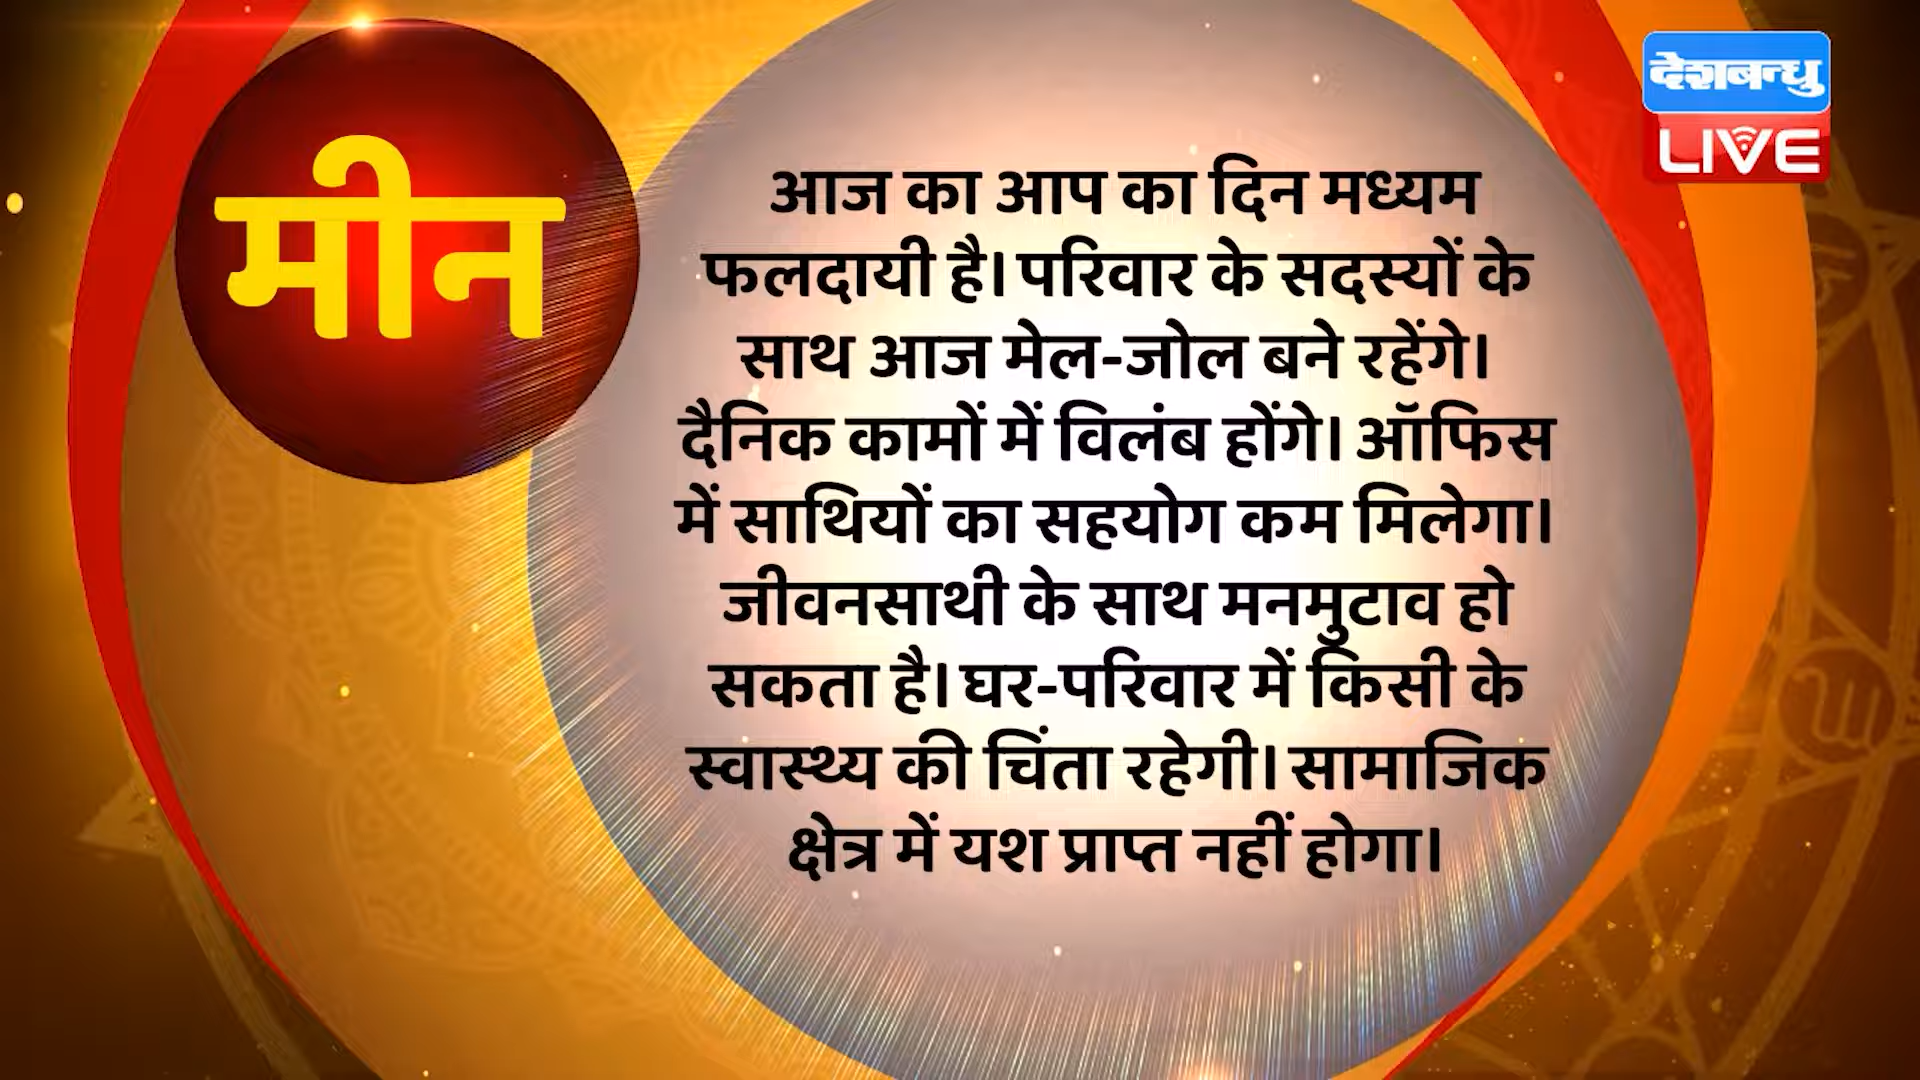 मीन
देशबन्धु
LIVE
आज का आप का दिन मध्यम
फलदायी है। परिवार के सदस्यों के
साथ आज मेल-जोल बने रहेंगे।
दैनिक कामों में विलंब होंगे। ऑफिस
में साथियों का सहयोग कम मिलेगा।
जीवनसाथी के साथ मनमुटाव हो
सकता है। घर-परिवार में किसी के
स्वास्थ्य की चिंता रहेगी। सामाजिक
क्षेत्र में यश प्राप्त नहीं होगा।